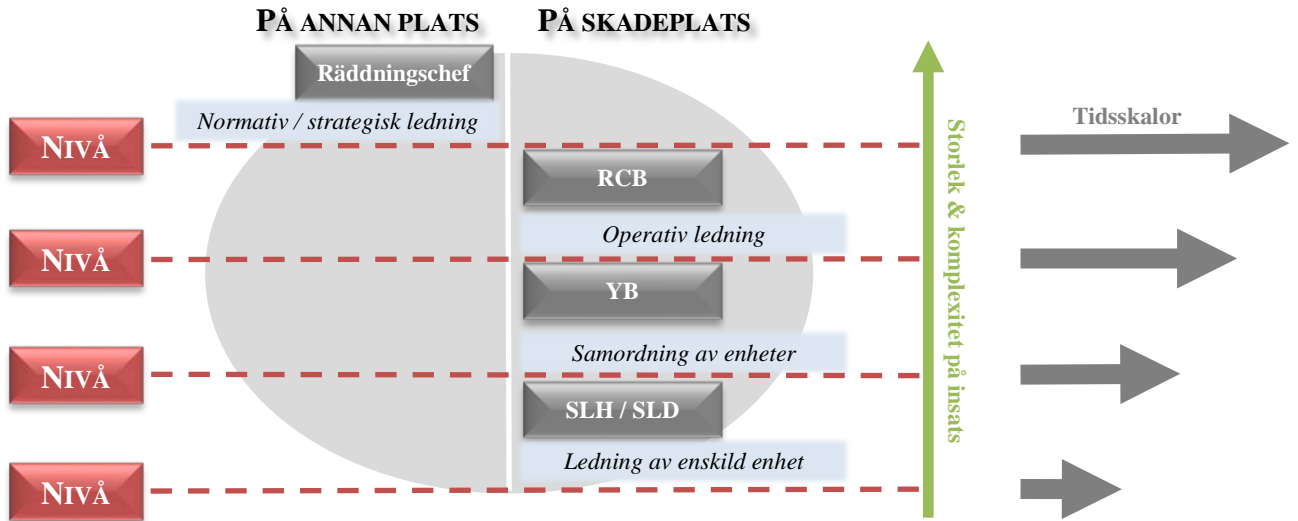 PÅ ANNAN PLATS
PÅ SKADEPLATS
Räddningschef
Normativ / strategisk ledning
NIVÅ
Tidsskalor
RCB
Operativ ledning
NIVÅ
YB
Samordning av enheter
NIVÅ
SLH / SLD
Ledning av enskild enhet
NIVÅ
Storlek & komplexitet på insats